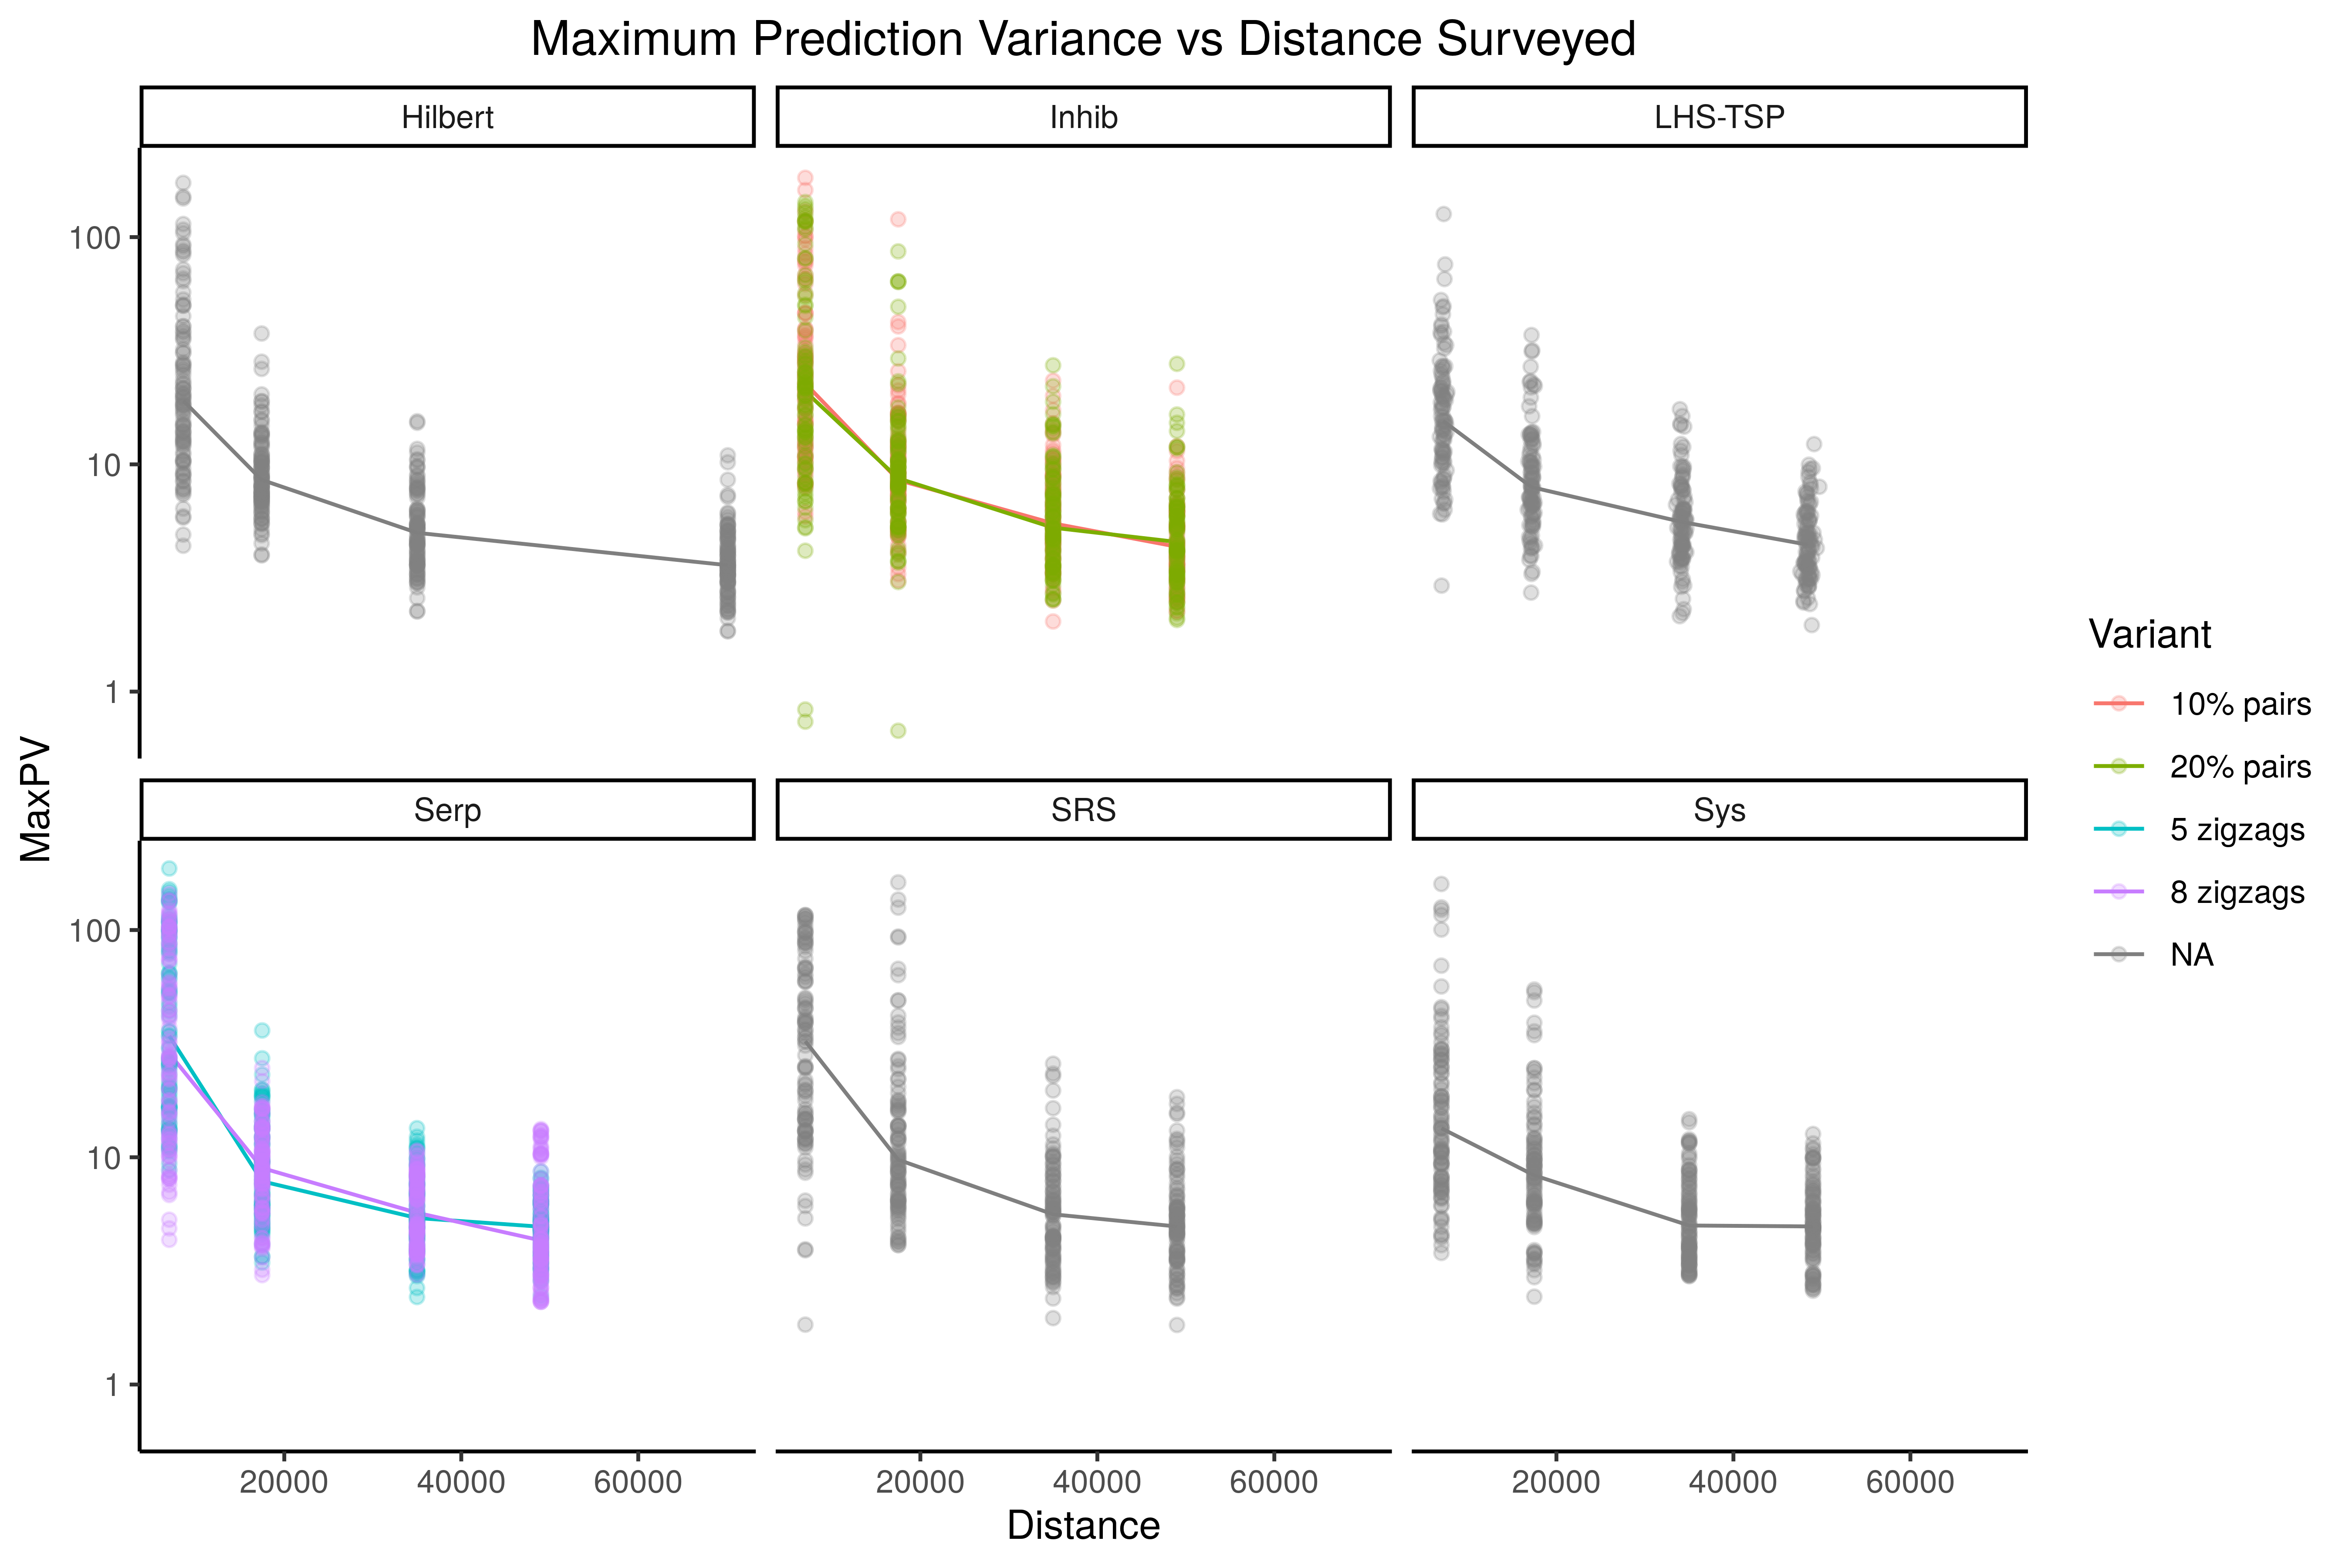 Maximum Prediction Variance vs Distance Surveyed
Hilbert
Inhib
LHS-TSP
100
10
1
Serp
SRS
Sys
100
10
1
20000
40000
60000
20000
40000
60000
20000
40000
60000
Distance
MaxPV
Variant
10% pairs
20% pairs
5 zigzags
8 zigzags
NA